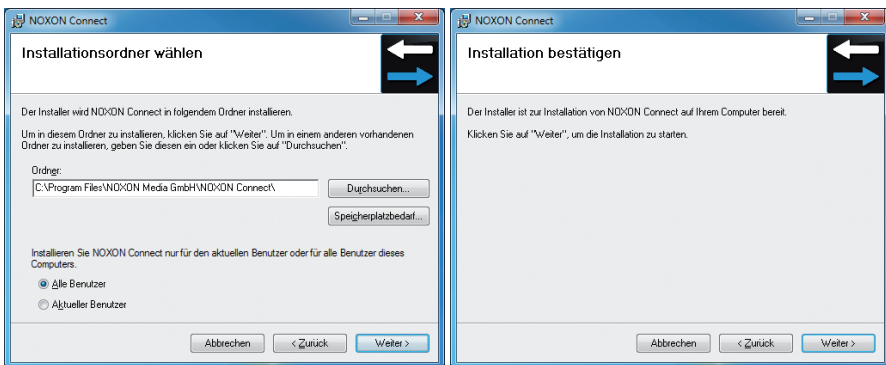 NOXON Connect
Installationsordner wählen
Der Installer wird NOXON Connect in folgendem Ordner installieren.
Um in diesem Ordner zu installieren, klicken Sie auf "Weiter". Um in einem anderen vorhandenen
Ordner zu installieren, geben Sie diesen ein oder klicken Sie auf "Durchsuchen".
Ordner:
C:\Program Files\NOXON Media GmbH\NOXON Connect\
Durchsuchen...
Speicherplatzbedarf...
Installieren Sie NOXON Connect nur für den aktuellen Benutzer oder für alle Benutzer dieses
Computers.
Alle Benutzer
Aktueller Benutzer
Abbrechen < Zurück Weiter >
NOXON Connect
Installation bestätigen
Der Installer ist zur Installation von NOXON Connect auf Ihrem Computer bereit.
Klicken Sie auf "Weiter", um die Installation zu starten.
Abbrechen < Zurück Weiter >